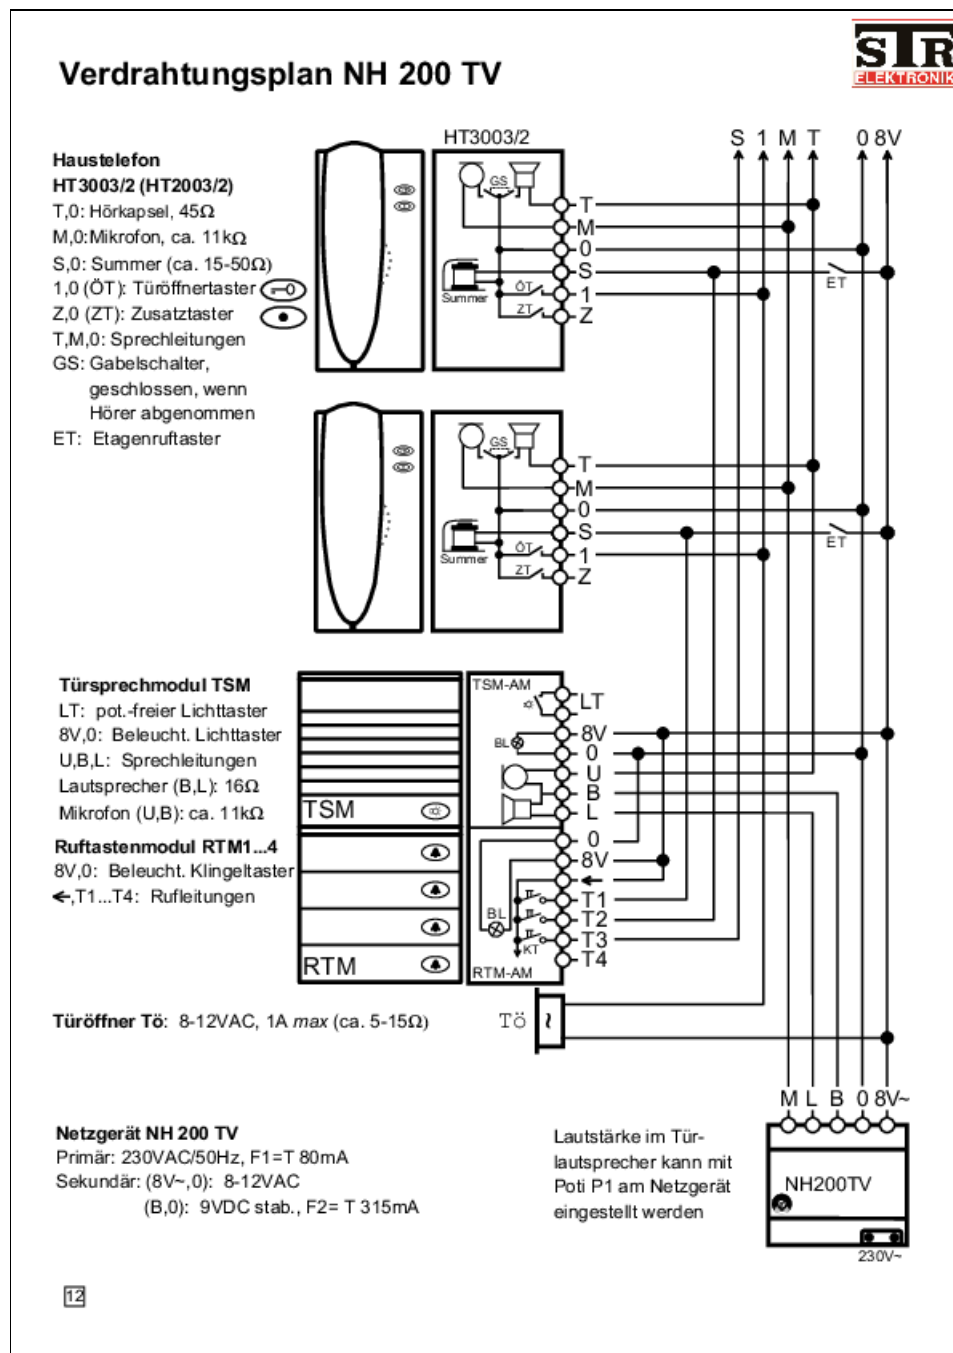 Verdrahtungsplan NH 200 TV
STR
ELEKTRONIK
HT3003/2
S 1 M T 0 8V
Haustelefon
HT3003/2 (HT2003/2)
T,0: Hörkapsel, 45Ω
M,0:Mikrofon, ca. 11kΩ
S,0: Summer (ca. 15-50Ω)
1,0 (ÖT): Türöffnertaster
Z,0 (ZT): Zusatztaster
T,M,0: Sprechleitungen
GS: Gabelschalter,
geschlossen, wenn
Hörer abgenommen
ET: Etagenruftaster
GS
T
M
0
S
ET
Summer
ÖT
1
ZT
Z
GS
T
M
0
S
ET
Summer
ÖT
1
ZT
Z
Türsprechmodul TSM
LT: pot.-freier Lichttaster
8V,0: Beleucht. Lichttaster
U,B,L: Sprechleitungen
Lautsprecher (B,L): 16Ω
Mikrofon (U,B): ca. 11kΩ
Ruftastenmodul RTM1...4
8V,0: Beleucht. Klingeltaster
←,T1...T4: Rufleitungen
TSM
RTM
TSM-AM
LT
8V
BL
0
U
B
L
0
8V
←
T1
BL
T2
T3
KT
T4
RTM-AM
Türöffner Tö: 8-12VAC, 1A max (ca. 5-15Ω)
Tö
~
M L B 0 8V~
Netzgerät NH 200 TV
Primär: 230VAC/50Hz, F1=T 80mA
Sekundär: (8V~,0): 8-12VAC
(B,0): 9VDC stab., F2= T 315mA
Lautstärke im Tür-
lautsprecher kann mit
Poti P1 am Netzgerät
eingestellt werden
NH200TV
230V~
12